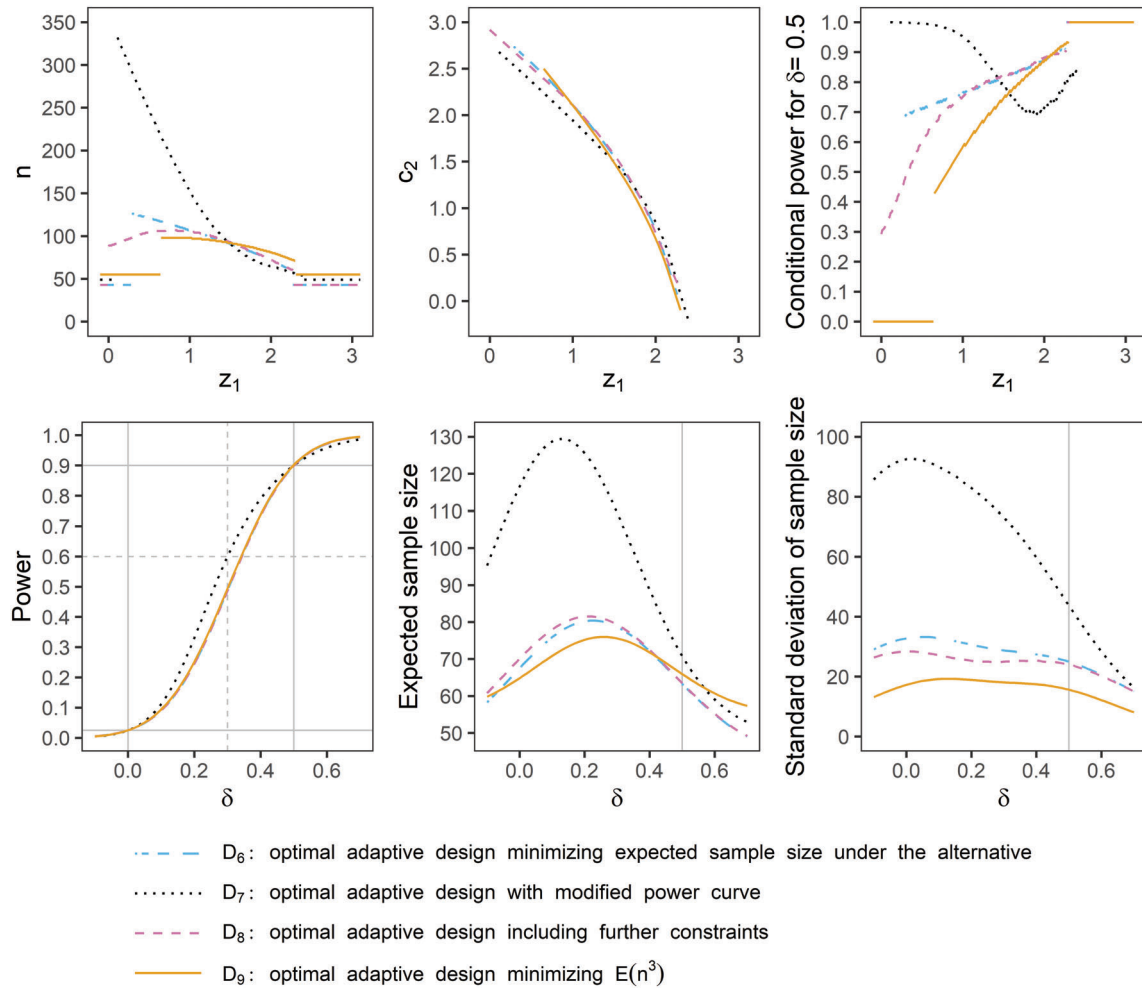 n
350
300
250
200
150
100
50
0
0 1 2 3
z1
c2
3.0
2.5
2.0
1.5
1.0
0.5
0.0
0 1 2 3
z1
Conditional power for δ= 0.5
1.0
0.9
0.8
0.7
0.6
0.5
0.4
0.3
0.2
0.1
0.0
0 1 2 3
z1
Power
1.0
0.9
0.8
0.7
0.6
0.5
0.4
0.3
0.2
0.1
0.0
0.0 0.2 0.4 0.6
δ
Expected sample size
130
120
110
100
90
80
70
60
50
0.0 0.2 0.4 0.6
δ
Standard deviation of sample size
100
80
60
40
20
0
0.0 0.2 0.4 0.6
δ
D6: optimal adaptive design minimizing expected sample size under the alternative
D7: optimal adaptive design with modified power curve
D8: optimal adaptive design including further constraints
D9: optimal adaptive design minimizing E(n³)